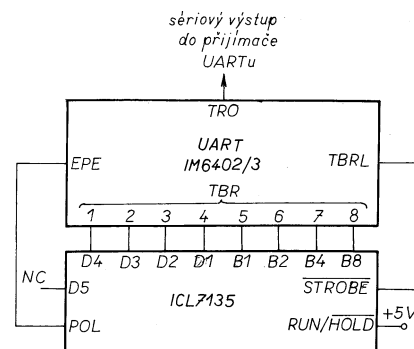 sériový výstup
do přijímače
UARTu
TRO
UART
IM6402/3
EPE
TBRL
TBR
1 2 3 4 5 6 7 8
D4 D3 D2 D1 B1 B2 B4 B8
NC
D5
STROBE
ICL7135
+5V
POL
RUN/HOLD